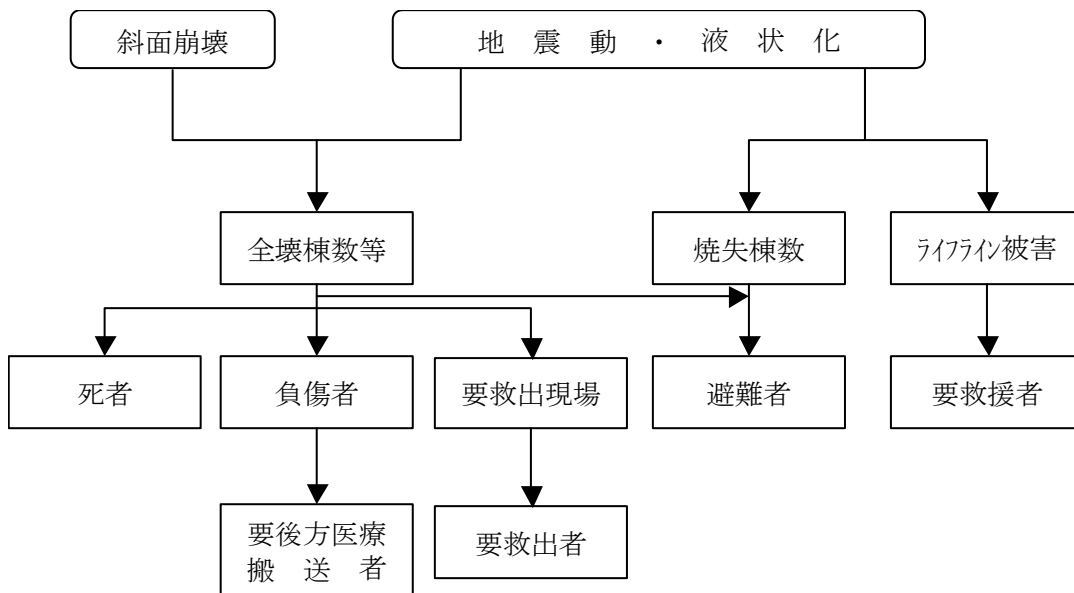 斜面崩壊
地 震 動 ・ 液 状 化
全壊棟数等
焼失棟数
ﾗｲﾌﾗｲﾝ被害
死者
負傷者
要救出現場
避難者
要救援者
要後方医療
搬 送 者
要救出者